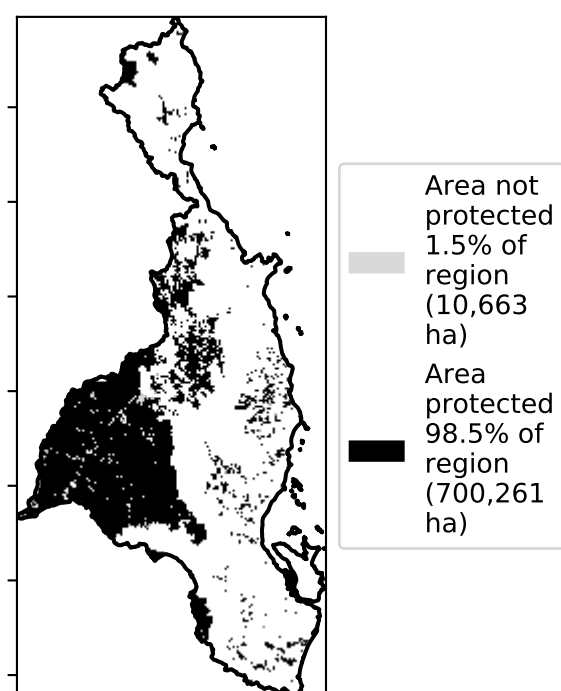 Area not
protected
1.5% of
region
(10,663
ha)
Area
protected
98.5% of
region
(700,261
ha)